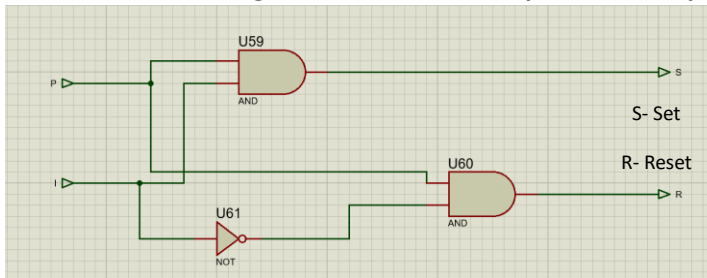 U59
P
S
AND
S- Set
U60
R- Reset
I
R
U61
AND
NOT